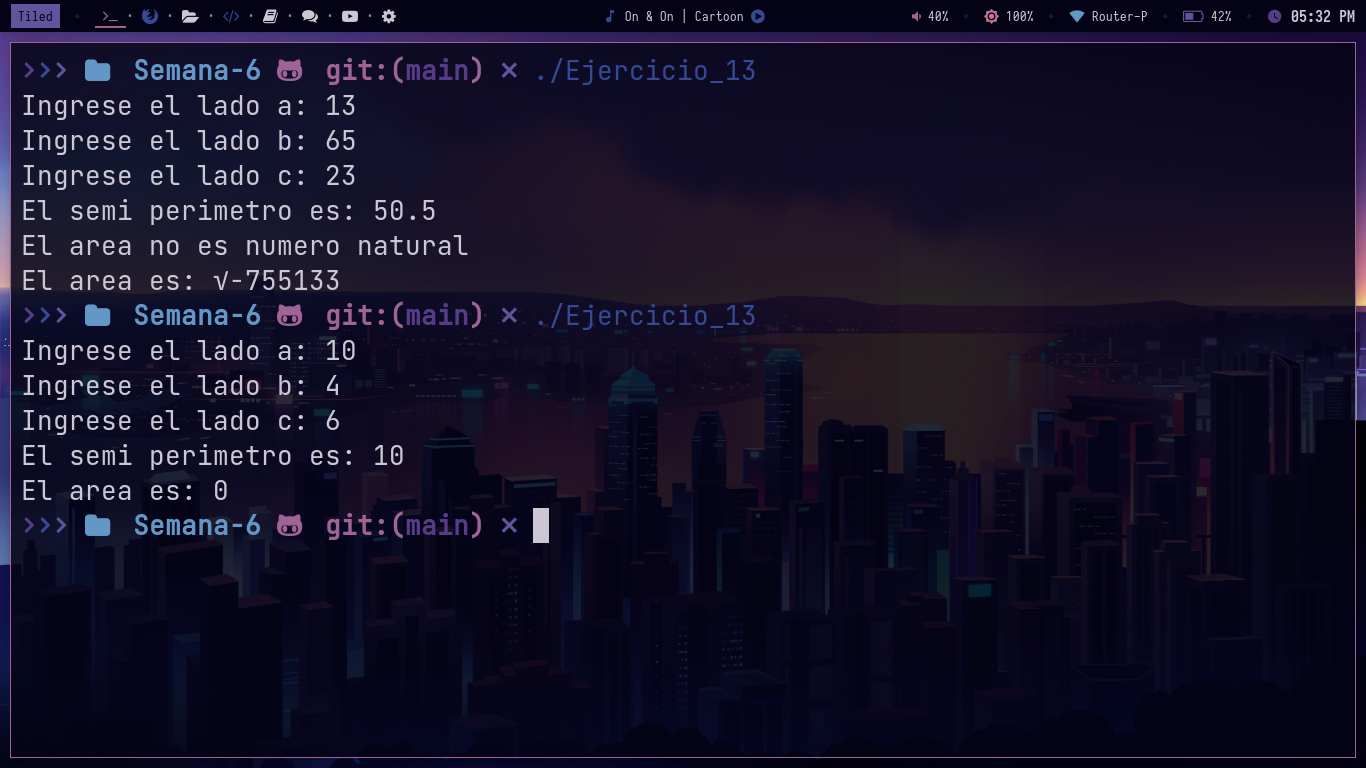 Tiled On & On | Cartoon 40% 100% Router-P 42% 05:32 PM
>>> Semana-6 git:(main) × ./Ejercicio_13
Ingrese el lado a: 13
Ingrese el lado b: 65
Ingrese el lado c: 23
El semi perimetro es: 50.5
El area no es numero natural
El area es: √-755133
>>> Semana-6 git:(main) × ./Ejercicio_13
Ingrese el lado a: 10
Ingrese el lado b: 4
Ingrese el lado c: 6
El semi perimetro es: 10
El area es: 0
>>> Semana-6 git:(main) ×